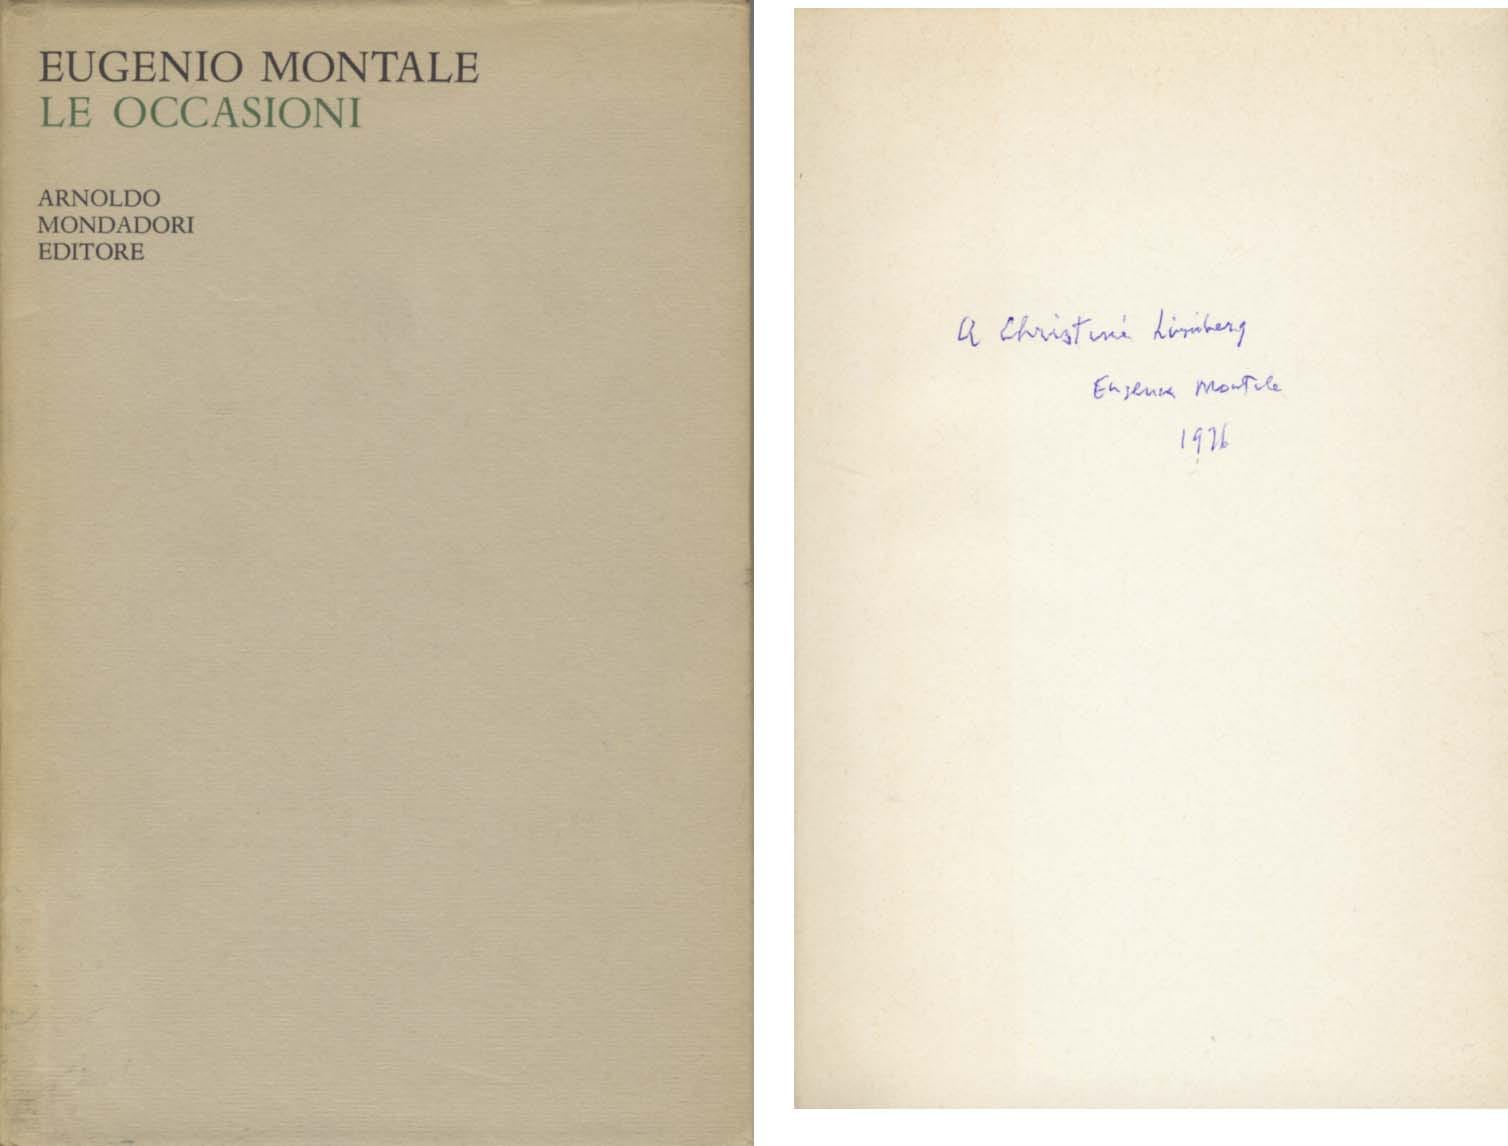 EUGENIO MONTALE
LE OCCASIONI
ARNOLDO
MONDADORI
EDITORE
A Christine
Eugenio Montale
1976